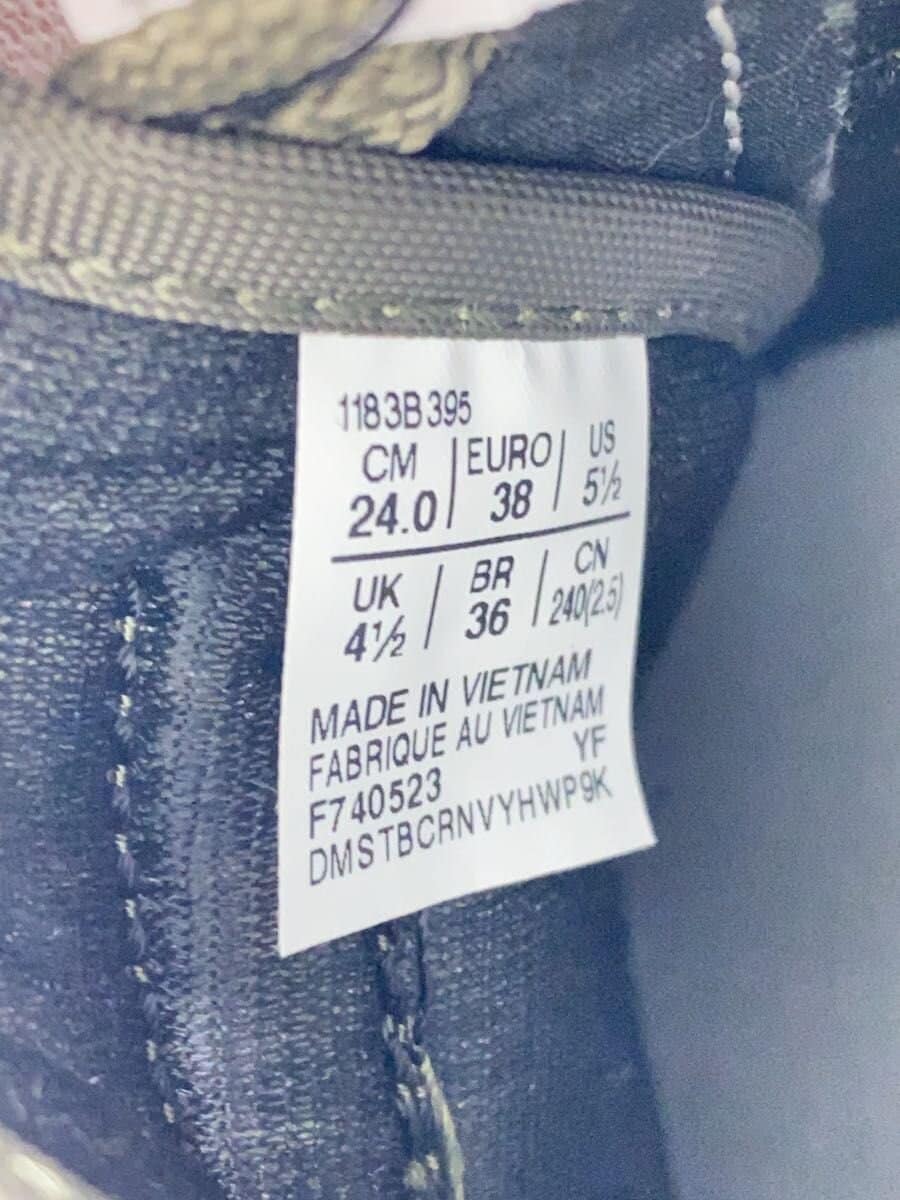 1183B395
CM | EURO | US
24.0 | 38 | 5½
UK / BR / CN
4½ / 36 / 240(2.5)
MADE IN VIETNAM
FABRIQUE AU VIETNAM
F740523 YF
DMSTBCRNVYHWP9K